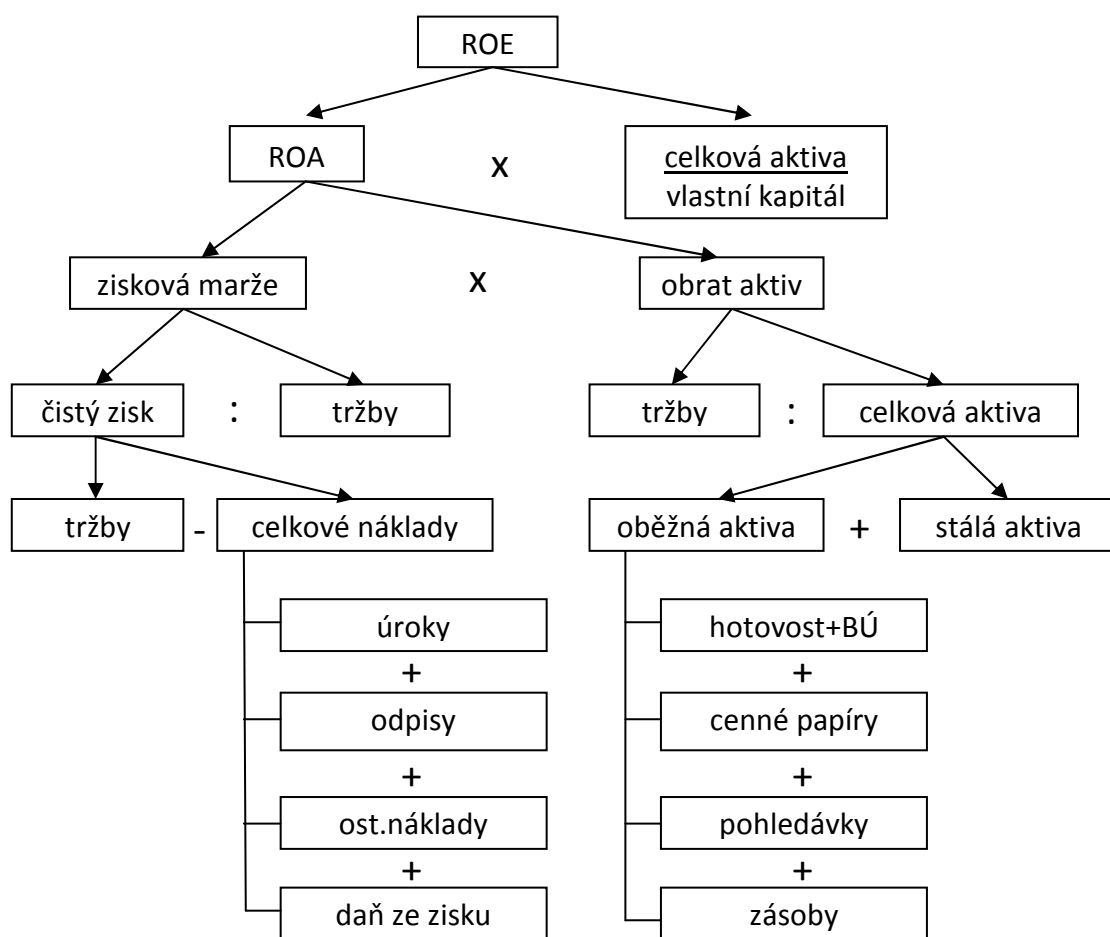 ROE
ROA
x
celková aktiva
vlastní kapitál
zisková marže
x
obrat aktiv
čistý zisk
:
tržby
tržby
:
celková aktiva
tržby
-
celkové náklady
oběžná aktiva
+
stálá aktiva
úroky
hotovost+BÚ
+
+
odpisy
cenné papíry
+
+
ost.náklady
pohledávky
+
+
daň ze zisku
zásoby